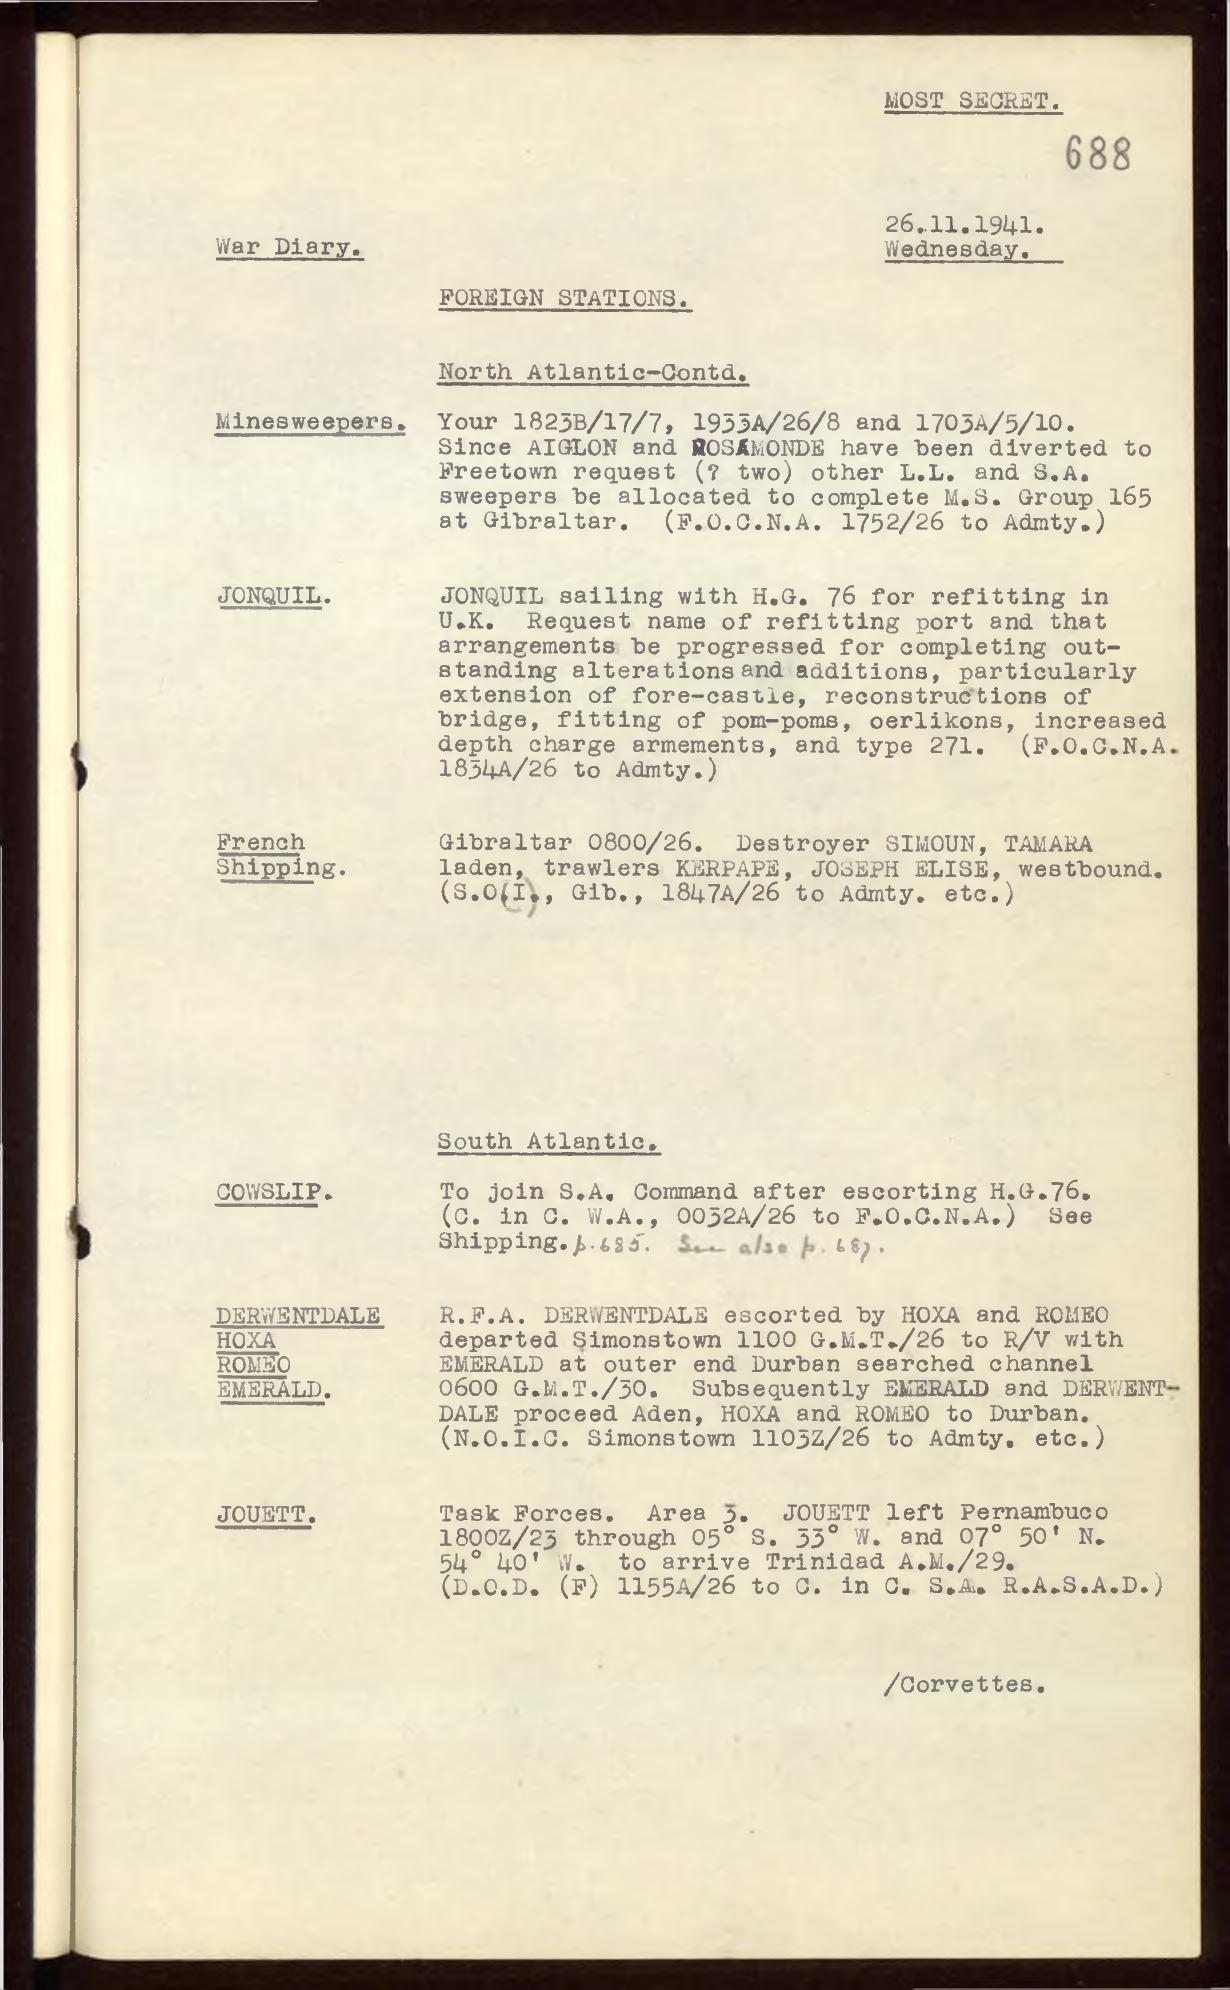 MOST SECRET.
688
26.11.1941.
War Diary.
Wednesday.
FOREIGN STATIONS.
North Atlantic-Contd.
Minesweepers. Your 1823B/17/7, 1933A/26/8 and 1703A/5/10.
Since AIGLON and ROSAMONDE have been diverted to
Freetown request (? two) other L.L. and S.A.
sweepers be allocated to complete M.S. Group 165
at Gibraltar. (F.O.C.N.A. 1752/26 to Admty.)
JONQUIL. JONQUIL sailing with H.G. 76 for refitting in
U.K. Request name of refitting port and that
arrangements be progressed for completing out-
standing alterations and additions, particularly
extension of fore-castle, reconstructions of
bridge, fitting of pom-poms, oerlikons, increased
depth charge armements, and type 271. (F.O.C.N.A.
1834A/26 to Admty.)
French Gibraltar 0800/26. Destroyer SIMOUN, TAMARA
Shipping. laden, trawlers KERPAPE, JOSEPH ELISE, westbound.
(S.O.(I)., Gib., 1847A/26 to Admty. etc.)
South Atlantic.
COWSLIP. To join S.A. Command after escorting H.G.76.
(C. in C. W.A., 0032A/26 to F.O.C.N.A.) See
Shipping. p.685. See also p. 687.
DERWENTDALE R.F.A. DERWENTDALE escorted by HOXA and ROMEO
HOXA departed Simonstown 1100 G.M.T./26 to R/V with
ROMEO EMERALD at outer end Durban searched channel
EMERALD. 0600 G.M.T./30. Subsequently EMERALD and DERWENT-
DALE proceed Aden, HOXA and ROMEO to Durban.
(N.O.I.C. Simonstown 1103Z/26 to Admty. etc.)
JOUETT. Task Forces. Area 3. JOUETT left Pernambuco
1800Z/23 through 05° S. 33° W. and 07° 50' N.
54° 40' W. to arrive Trinidad A.M./29.
(D.O.D. (F) 1155A/26 to C. in C. S.A. R.A.S.A.D.)
/Corvettes.